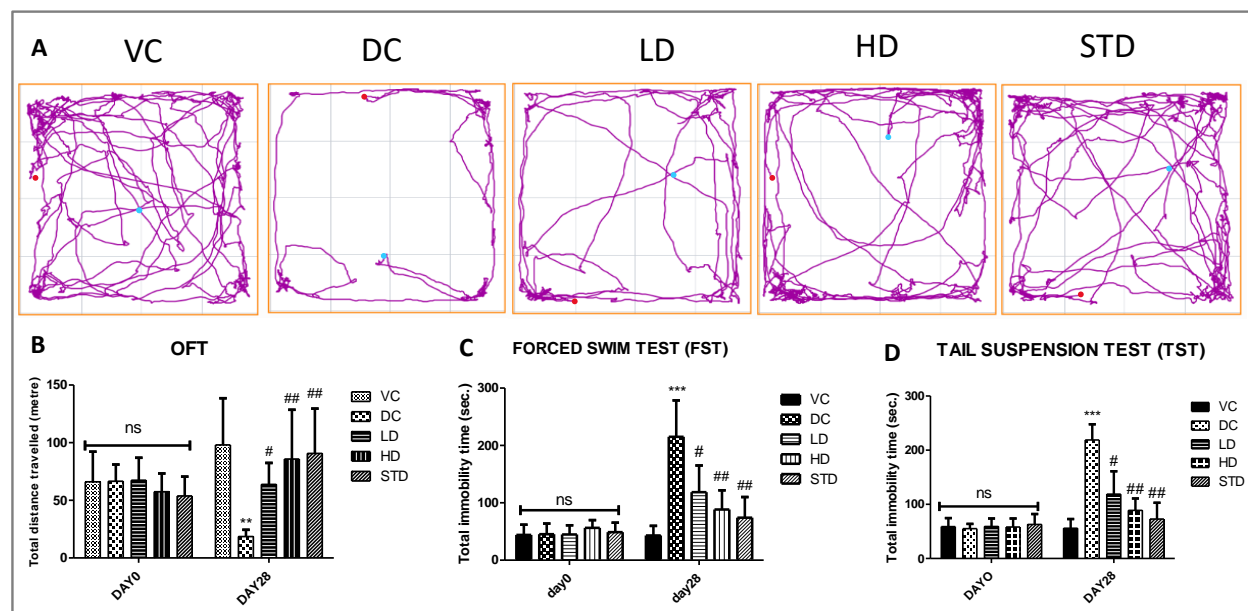 A
VC
DC
LD
HD
STD
B
OFT
Total distance travelled (metre)
150
100
50
0
ns
**
#
##
##
DAY0
DAY28
VC
DC
LD
HD
STD
C
FORCED SWIM TEST (FST)
Total immobility time (sec.)
300
200
100
0
ns
***
#
##
##
day0
day28
VC
DC
LD
HD
STD
D
TAIL SUSPENSION TEST (TST)
Total immobility time (sec.)
300
200
100
0
ns
***
#
##
##
DAYO
DAY28
VC
DC
LD
HD
STD